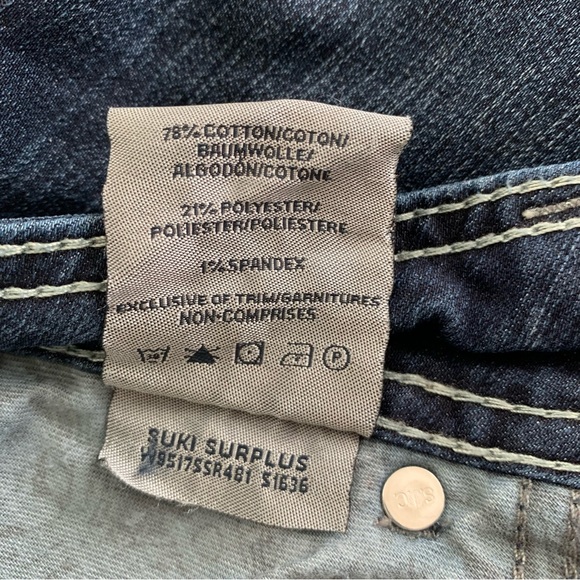 78% COTTON/COTON/
BAUMWOLLE/
ALGODON/COTONE
21% POLYESTER/
POLIESTER/POLIESTERE
1% SPANDEX
EXCLUSIVE OF TRIM/GARNITURES
NON-COMPRISES
P
SUKI SURPLUS
W9517SSR481 S1636